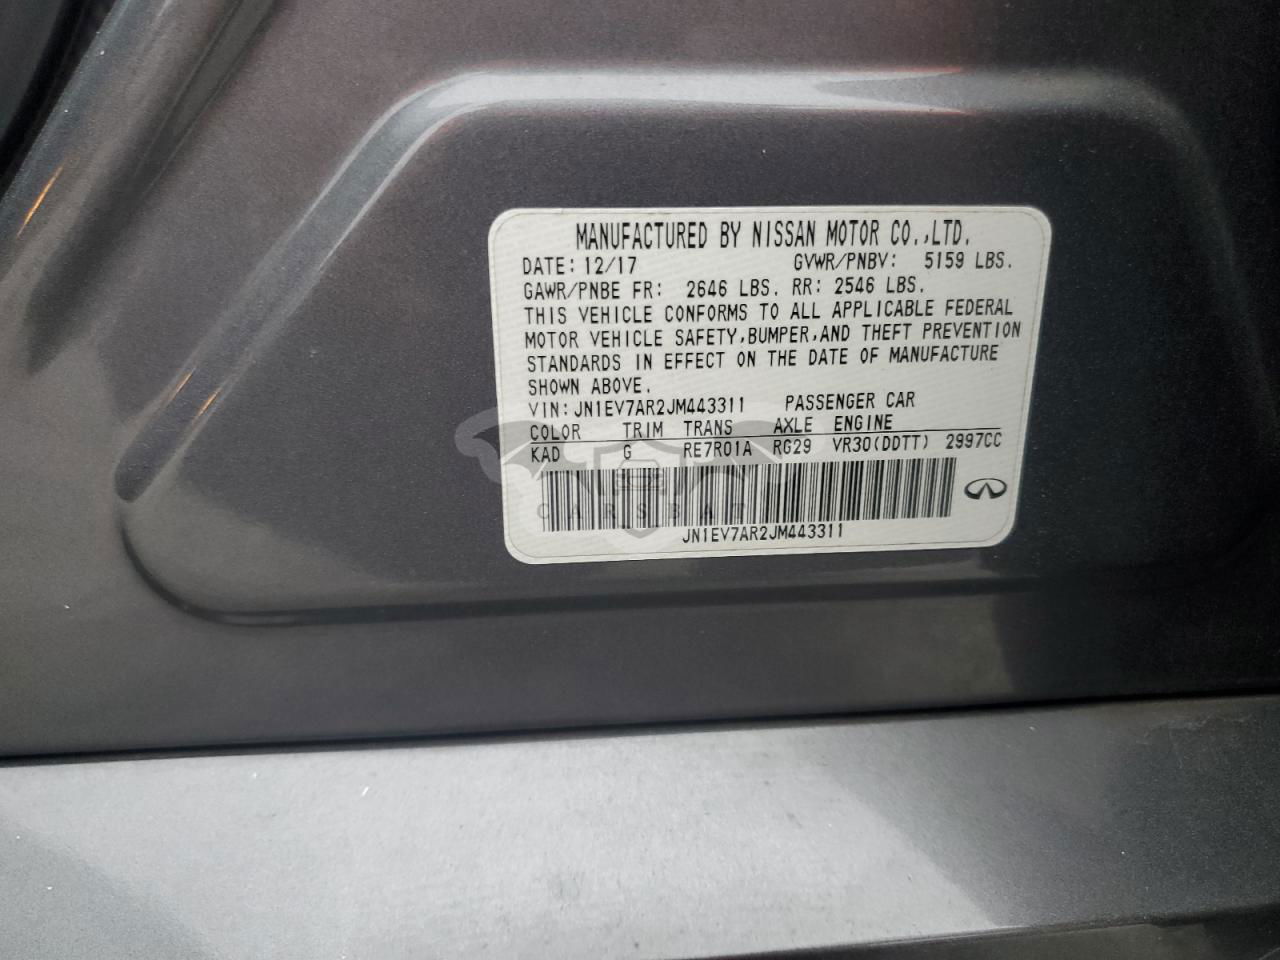 MANUFACTURED BY NISSAN MOTOR CO.,LTD.
DATE: 12/17 GVWR/PNBV: 5159 LBS.
GAWR/PNBE FR: 2646 LBS. RR: 2546 LBS.
THIS VEHICLE CONFORMS TO ALL APPLICABLE FEDERAL
MOTOR VEHICLE SAFETY,BUMPER,AND THEFT PREVENTION
STANDARDS IN EFFECT ON THE DATE OF MANUFACTURE
SHOWN ABOVE.
VIN: JN1EV7AR2JM443311 PASSENGER CAR
COLOR TRIM TRANS AXLE ENGINE
KAD G RE7R01A RG29 VR30(DDTT) 2997CC
CARSBAT
JN1EV7AR2JM443311